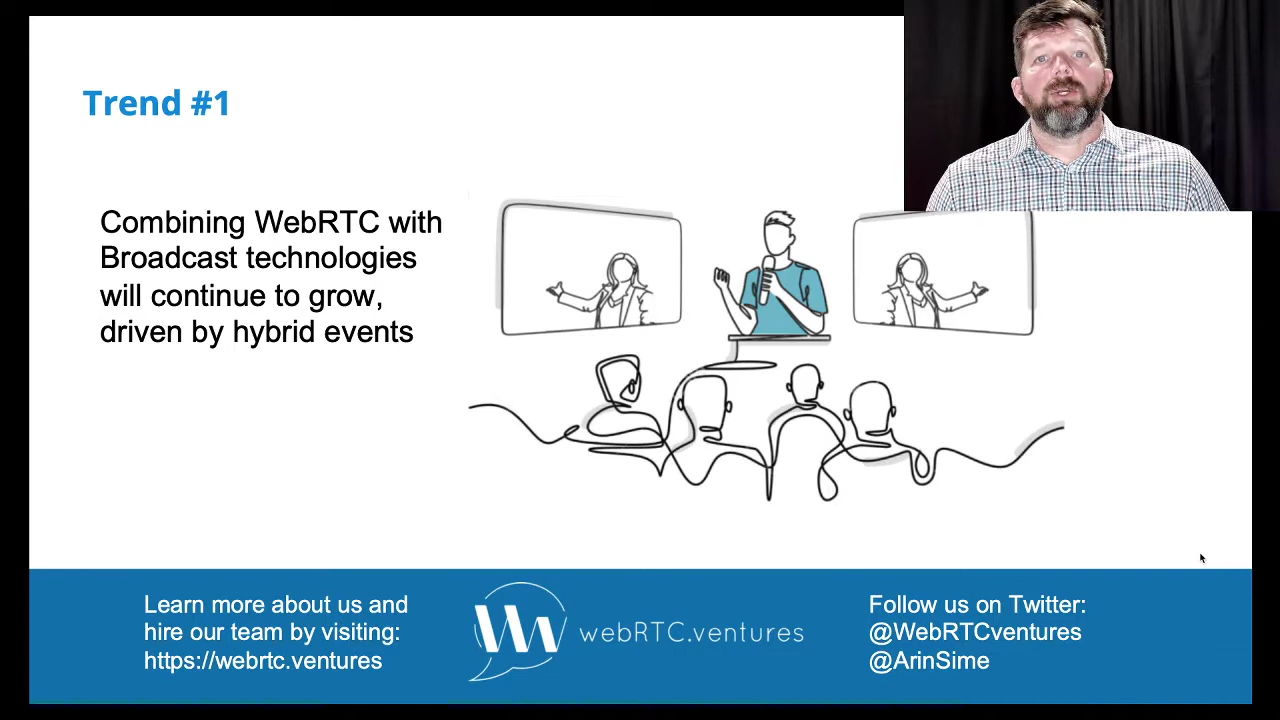 Trend #1
Combining WebRTC with
Broadcast technologies
will continue to grow,
driven by hybrid events
Learn more about us and
hire our team by visiting:
https://webrtc.ventures
webRTC.ventures
Follow us on Twitter:
@WebRTCventures
@ArinSime